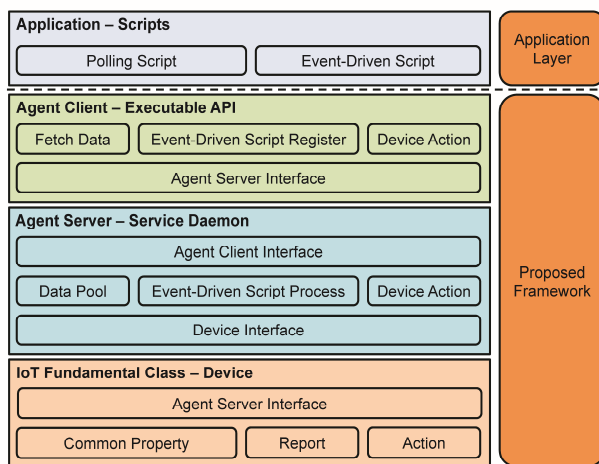 Application – Scripts
Polling Script
Event-Driven Script
Application
Layer
Agent Client – Executable API
Fetch Data
Event-Driven Script Register
Device Action
Agent Server Interface
Agent Server – Service Daemon
Agent Client Interface
Data Pool
Event-Driven Script Process
Device Action
Device Interface
Proposed
Framework
IoT Fundamental Class – Device
Agent Server Interface
Common Property
Report
Action